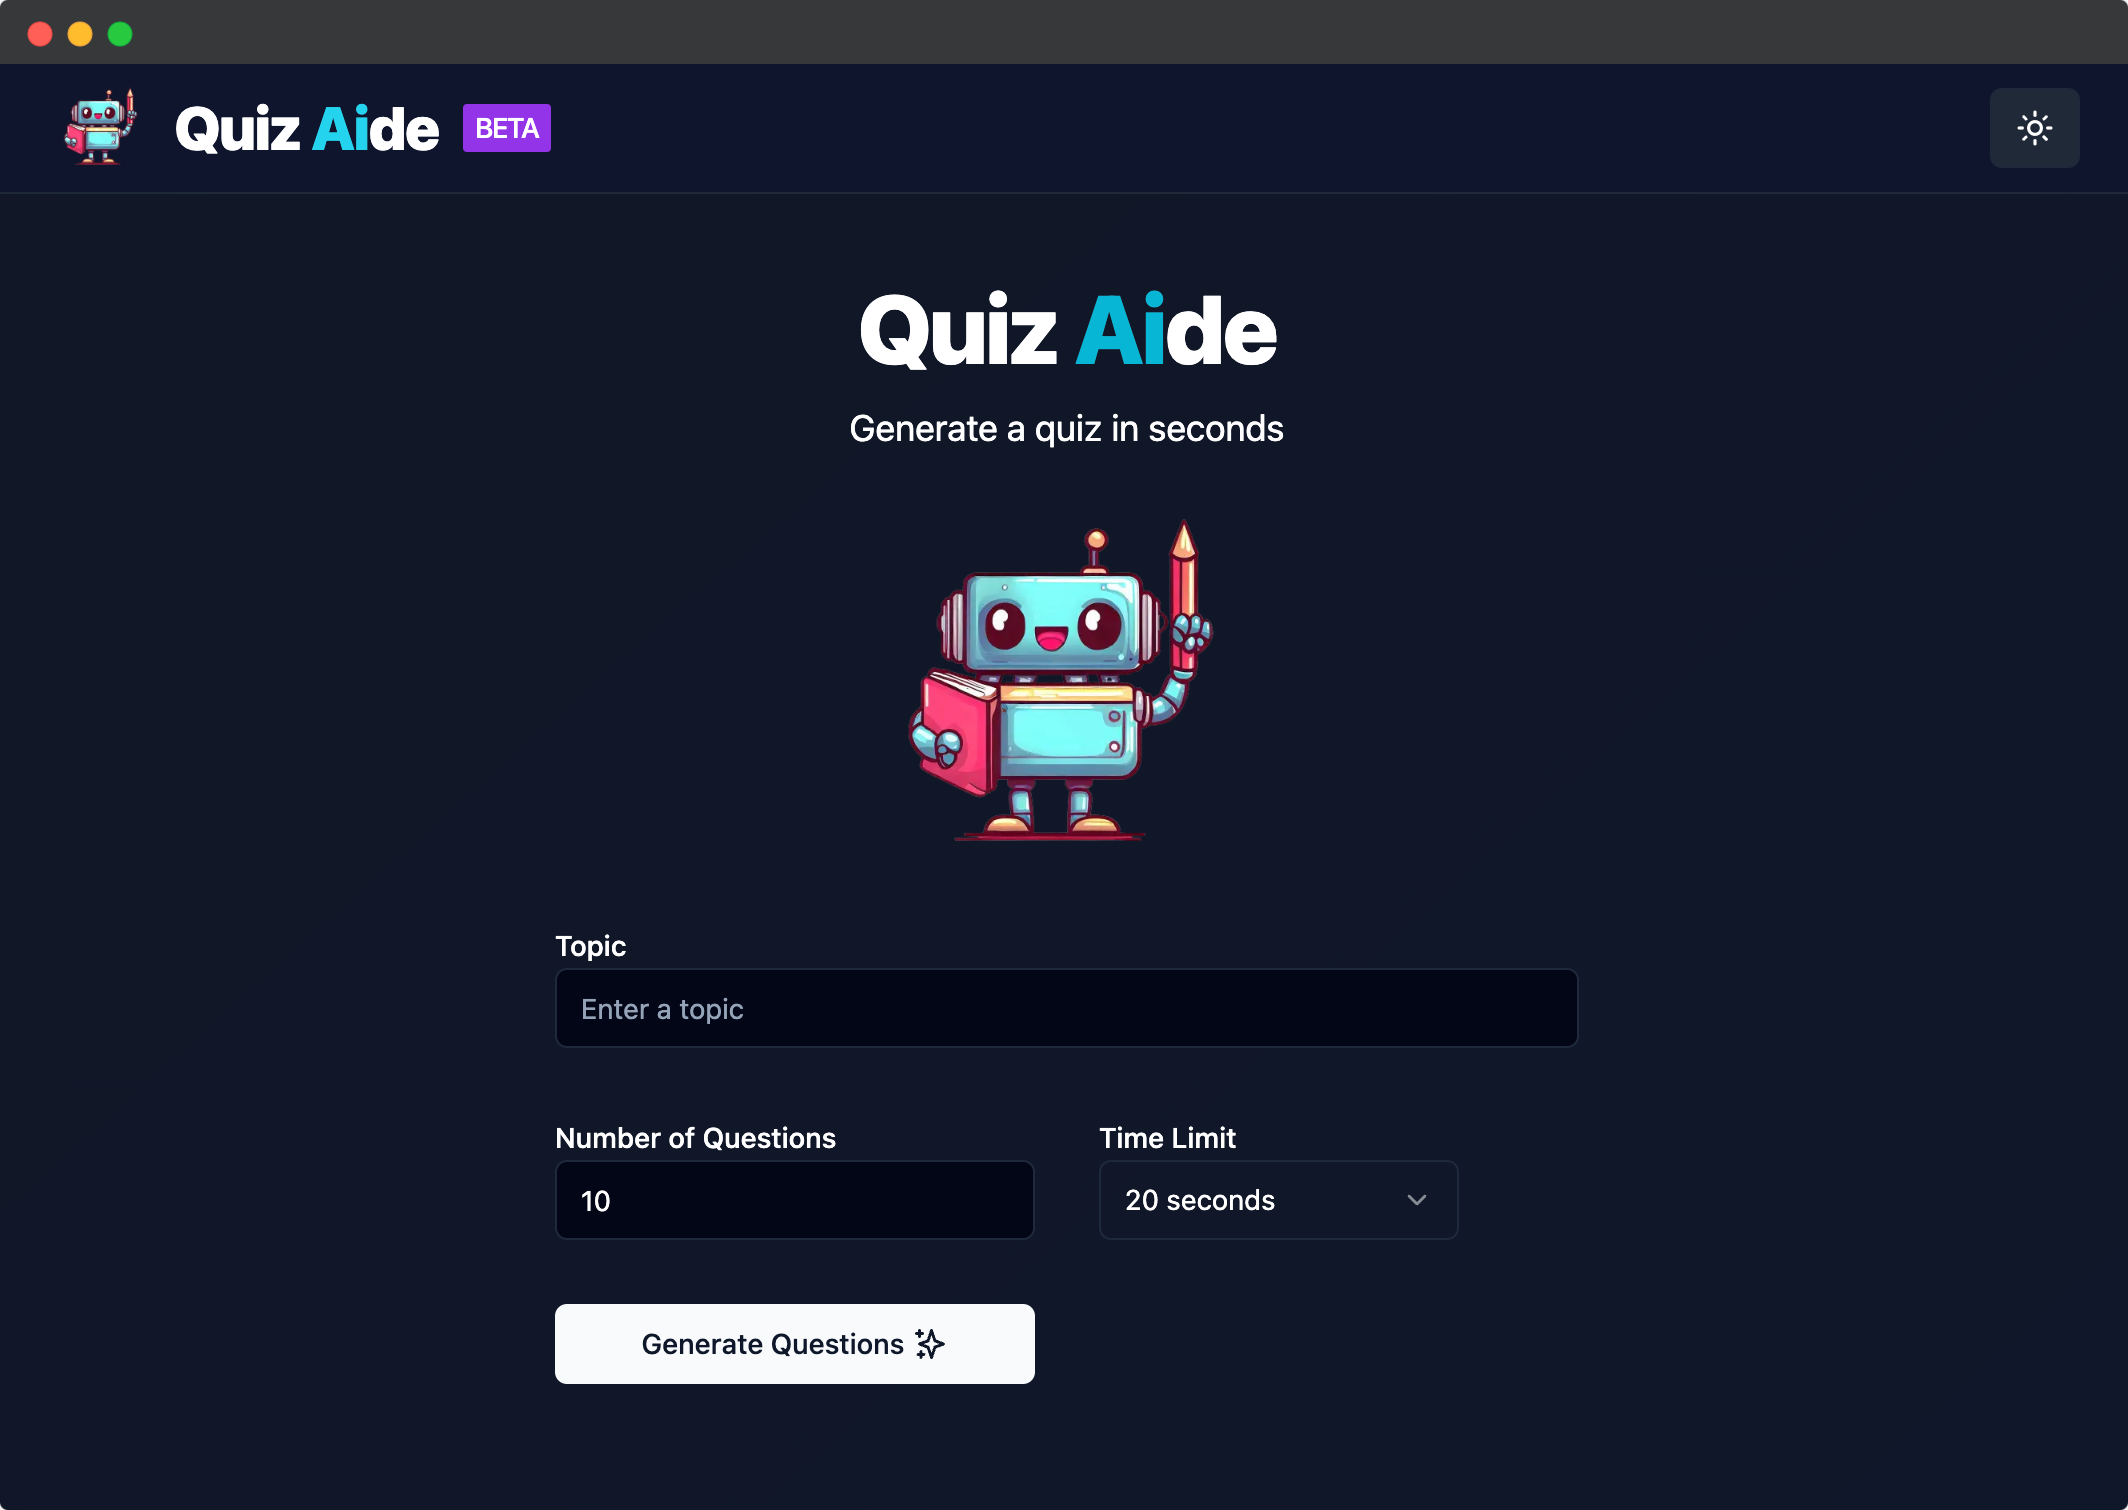 Quiz Aide BETA
Quiz Aide
Generate a quiz in seconds
Topic
Enter a topic
Number of Questions
Time Limit
10
20 seconds
Generate Questions